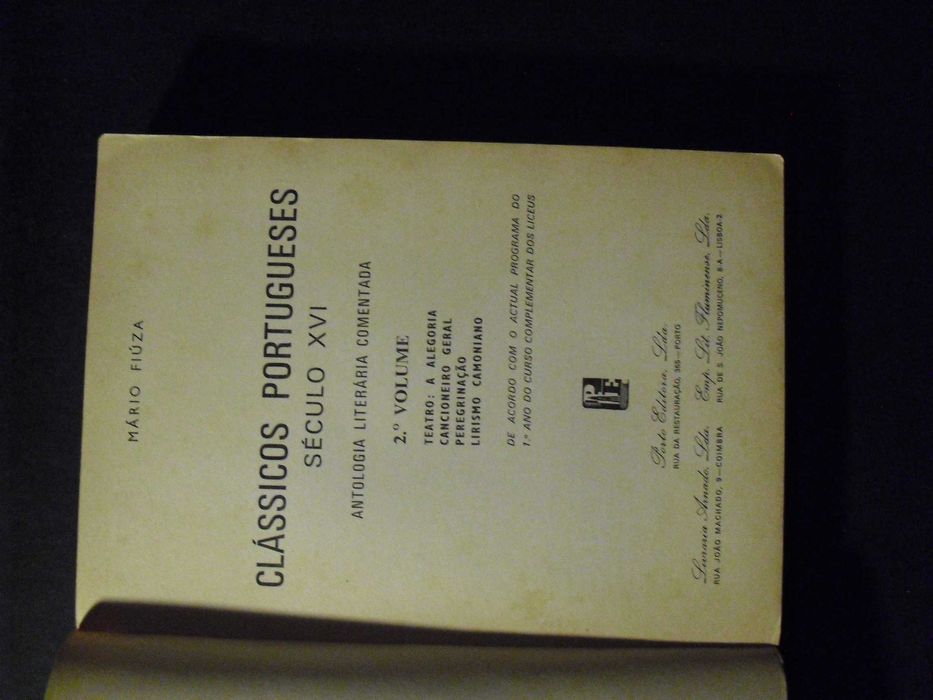 MÁRIO FIÚZA
CLÁSSICOS PORTUGUESES
SÉCULO XVI
ANTOLOGIA LITERÁRIA COMENTADA
2.º VOLUME
TEATRO: A ALEGORIA
CANCIONEIRO GERAL
PEREGRINAÇÃO
LIRISMO CAMONIANO
DE ACORDO COM O ACTUAL PROGRAMA DO
1.º ANO DO CURSO COMPLEMENTAR DOS LICEUS
PE
Porto Editora, Lda.
RUA DA RESTAURAÇÃO, 365—PORTO
Livraria Arnado, Lda. Emp. Lit. Fluminense, Lda.
RUA JOÃO MACHADO, 9—COIMBRA RUA DE S. JOÃO NEPOMUCENO, 8-A—LISBOA-2